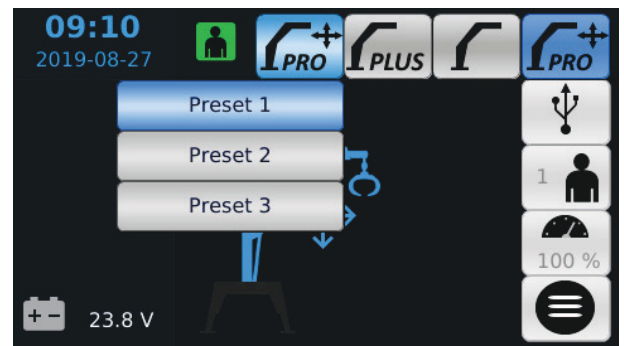 09:10
2019-08-27
PRO
PLUS
PRO
Preset 1
Preset 2
Preset 3
1
100 %
23.8 V